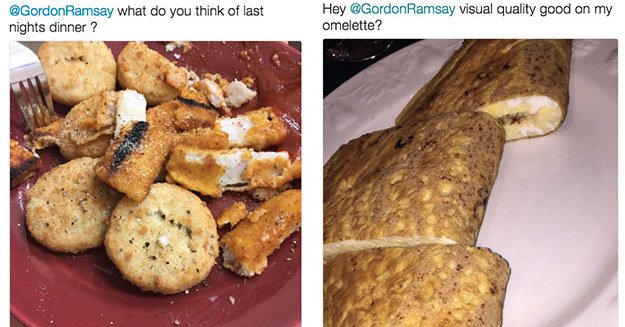 @GordonRamsay what do you think of last
nights dinner ?
Hey @GordonRamsay visual quality good on my
omelette?